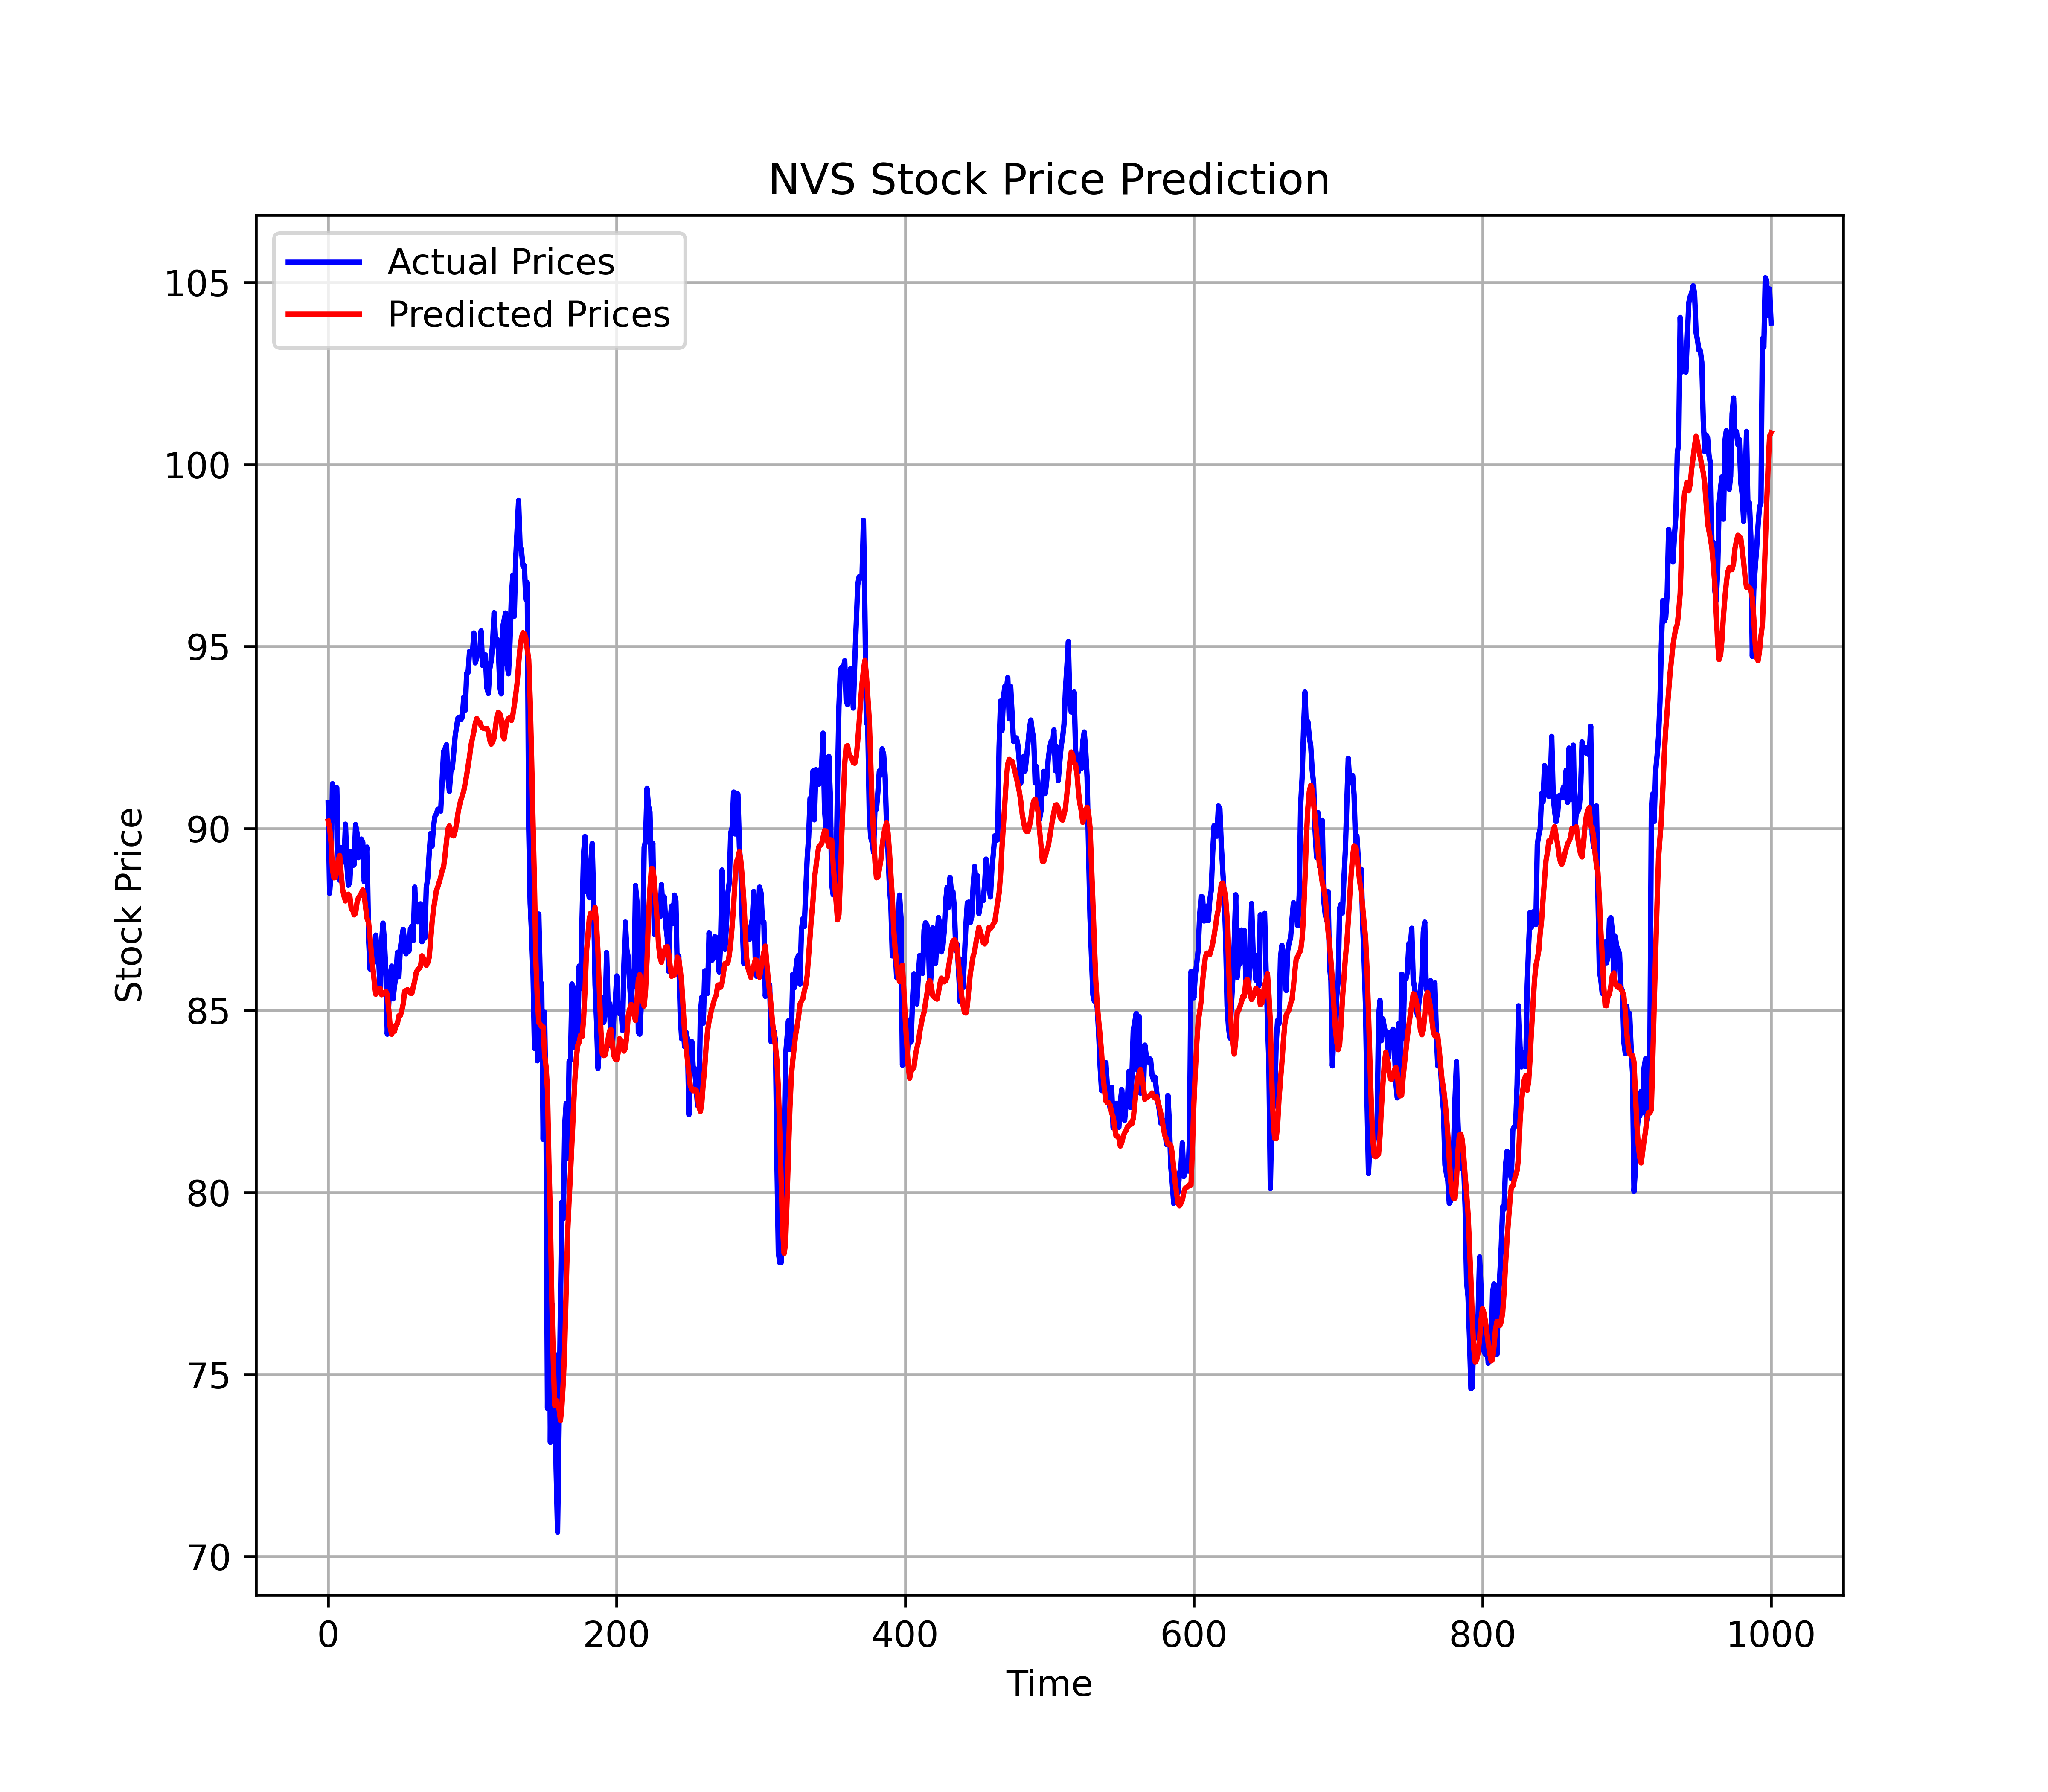 NVS Stock Price Prediction
Actual Prices
Predicted Prices
Stock Price
105
100
95
90
85
80
75
70
0 200 400 600 800 1000
Time